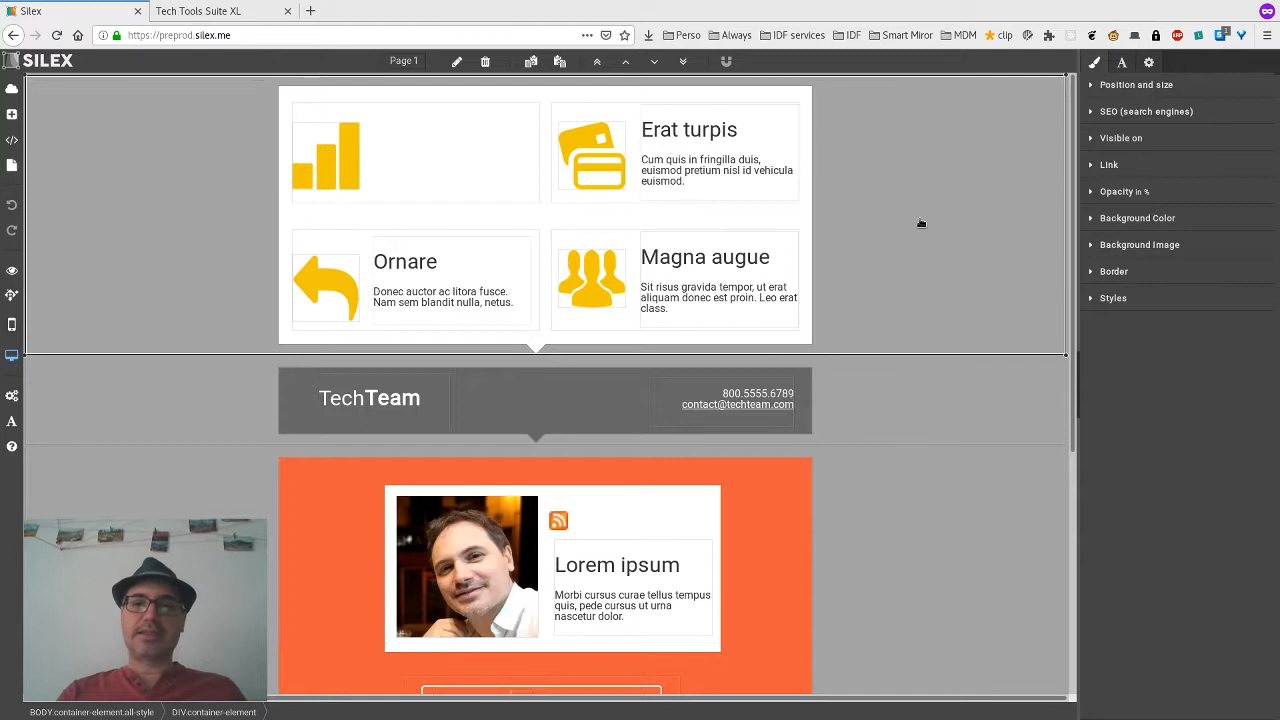 Silex
Tech Tools Suite XL
https://preprod.silex.me
Perso
Always
IDF services
IDF
Smart Miror
MDM
clip
SILEX
Page 1
Position and size
SEO (search engines)
Visible on
Link
Opacity in %
Background Color
Background Image
Border
Styles
Erat turpis
Cum quis in fringilla duis,
euismod pretium nisl id vehicula
euismod.
Ornare
Donec auctor ac litora fusce.
Nam sem blandit nulla, netus.
Magna augue
Sit risus gravida tempor, ut erat
aliquam donec est proin. Leo erat
class.
TechTeam
800.5555.6789
contact@techteam.com
Lorem ipsum
Morbi cursus curae tellus tempus
quis, pede cursus ut urna
nascetur dolor.
BODY.container-element.all-style
DIV.container-element